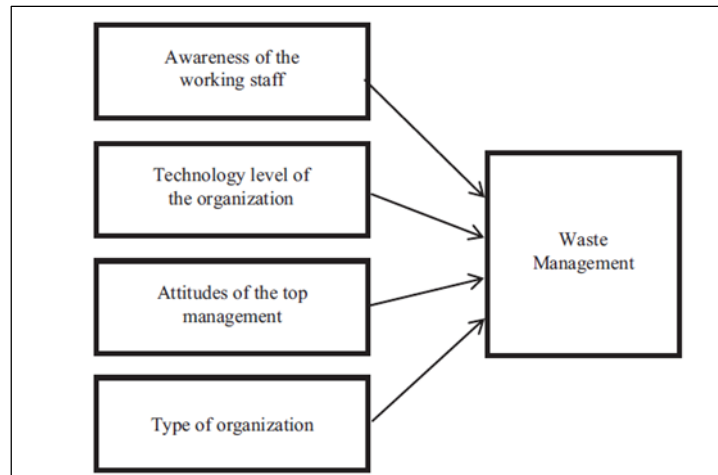 Awareness of the
working staff
Technology level of
the organization
Attitudes of the top
management
Type of organization
Waste
Management